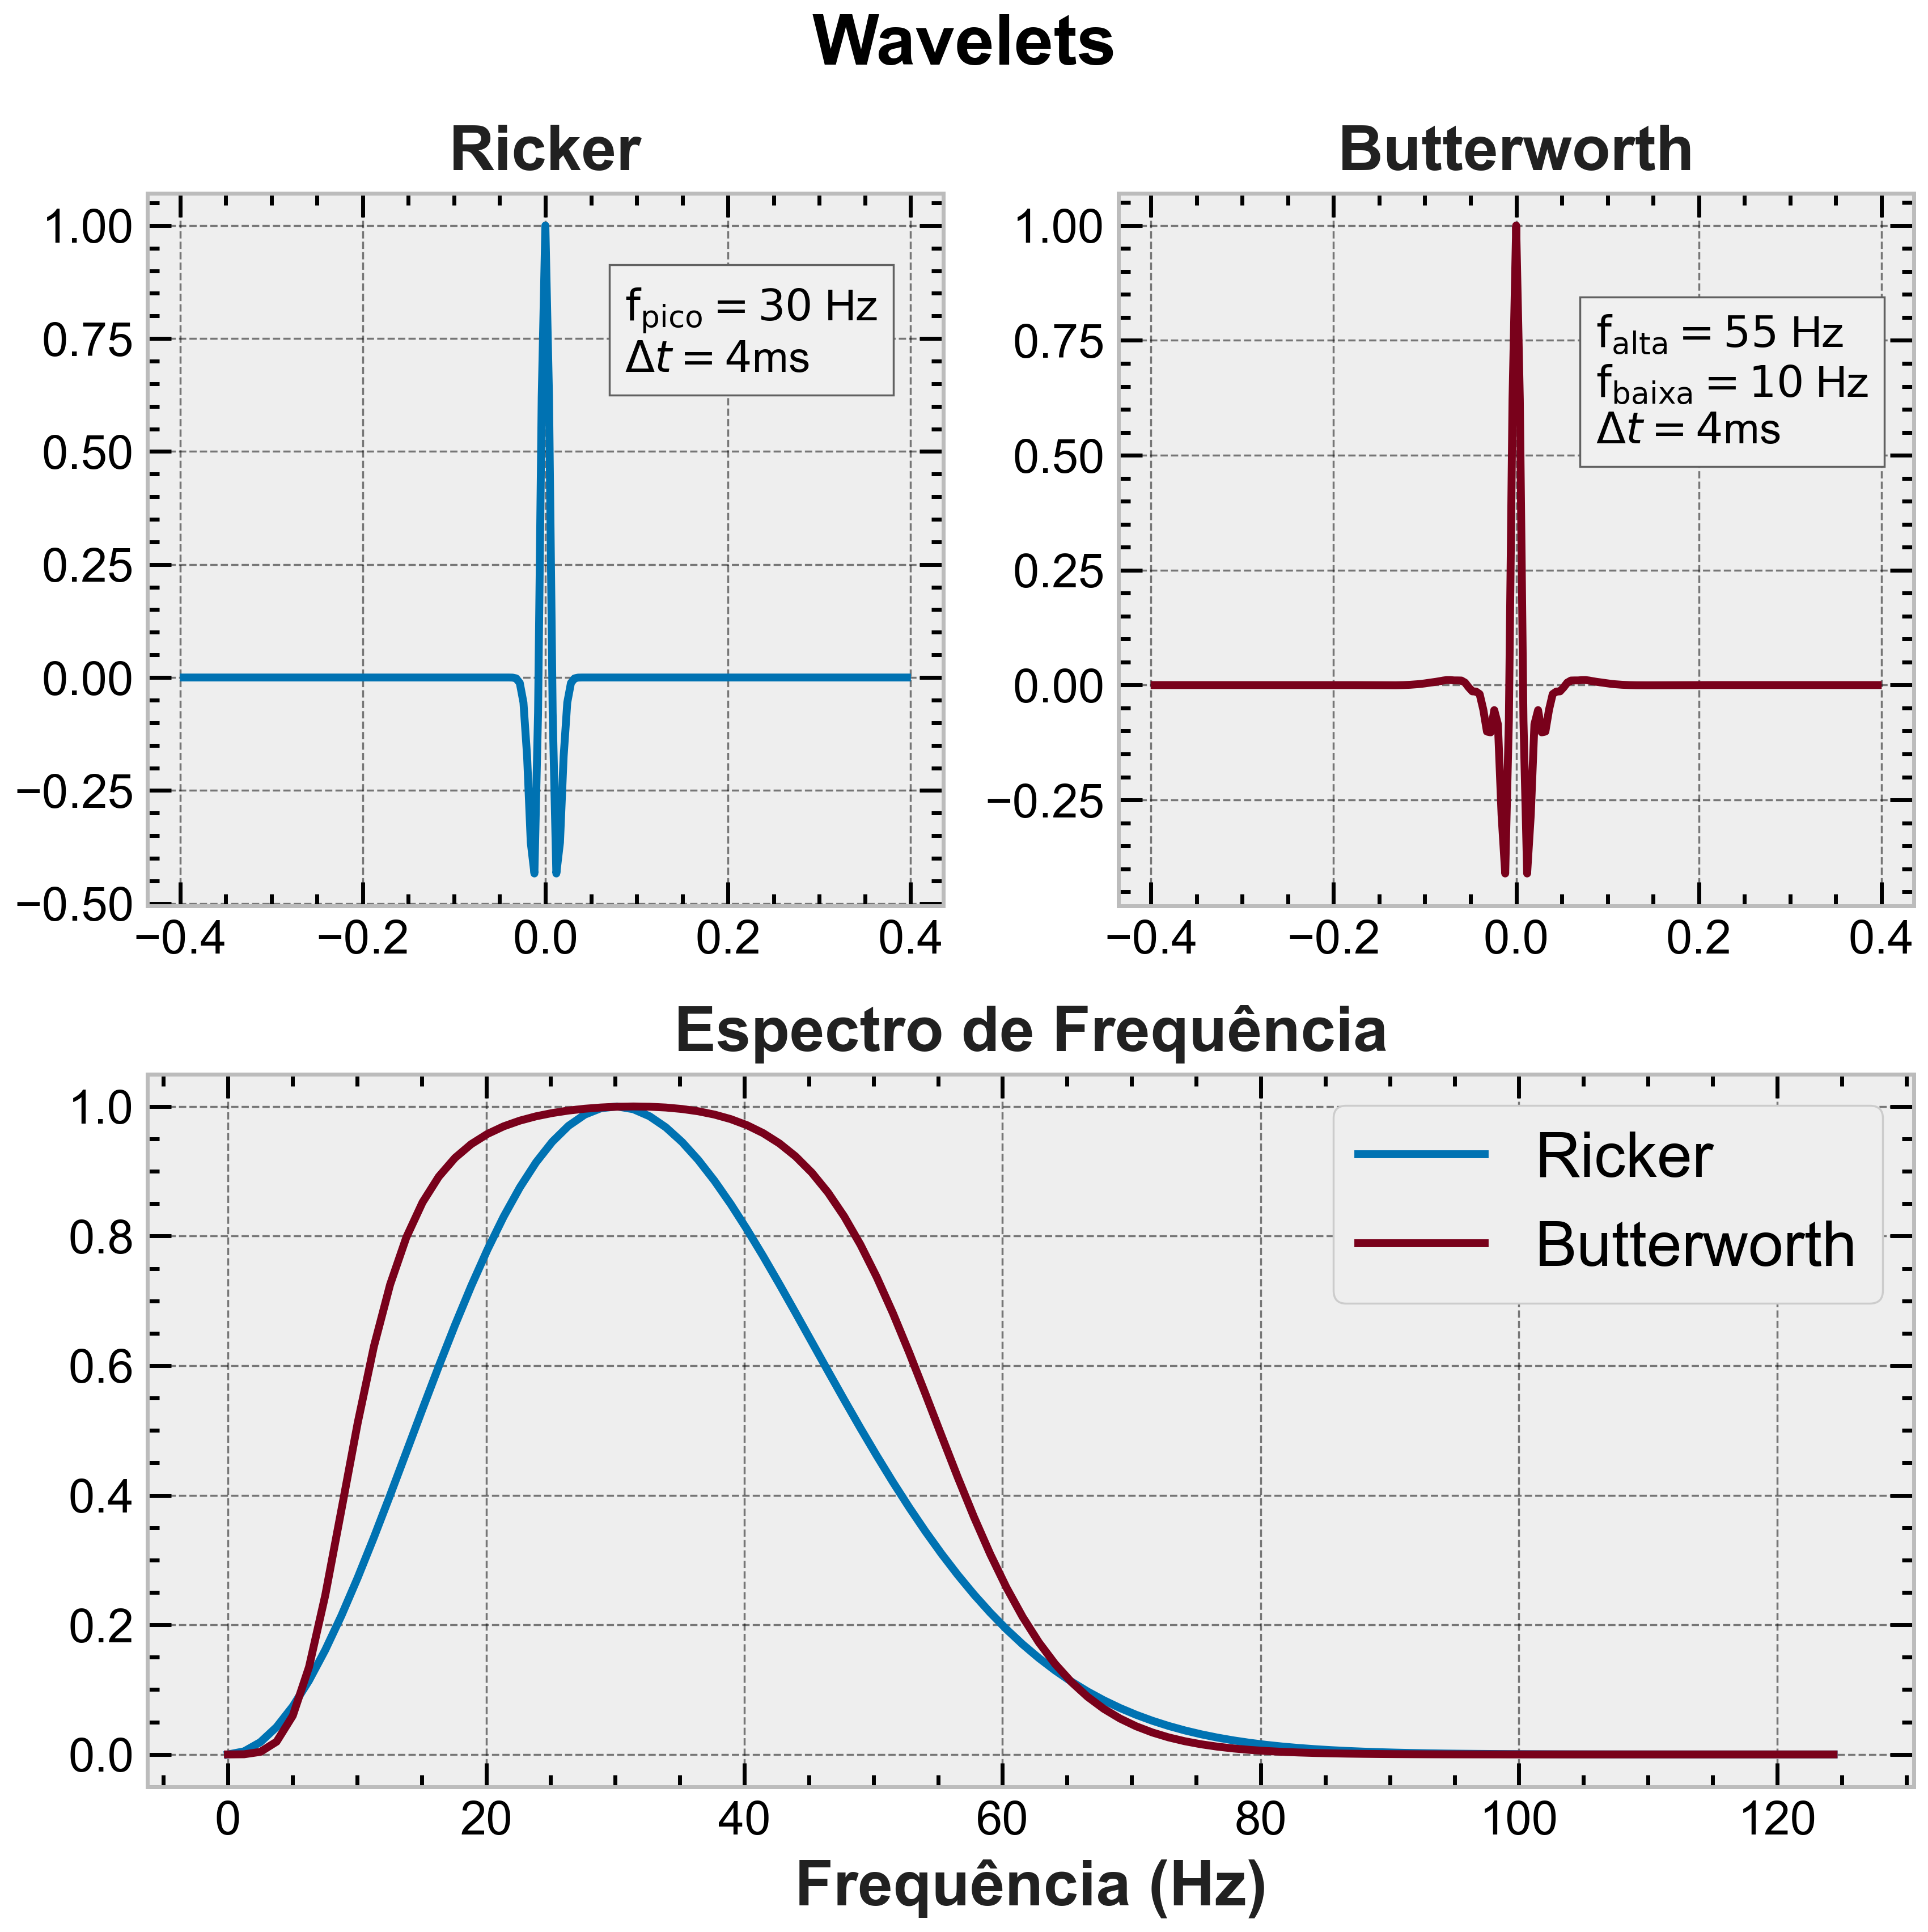 Wavelets
Ricker
1.00
0.75
0.50
0.25
0.00
−0.25
−0.50
−0.4 −0.2 0.0 0.2 0.4
f_pico = 30 Hz
Δt = 4ms
Butterworth
1.00
0.75
0.50
0.25
0.00
−0.25
−0.4 −0.2 0.0 0.2 0.4
f_alta = 55 Hz
f_baixa = 10 Hz
Δt = 4ms
Espectro de Frequência
1.0
0.8
0.6
0.4
0.2
0.0
0 20 40 60 80 100 120
Ricker
Butterworth
Frequência (Hz)